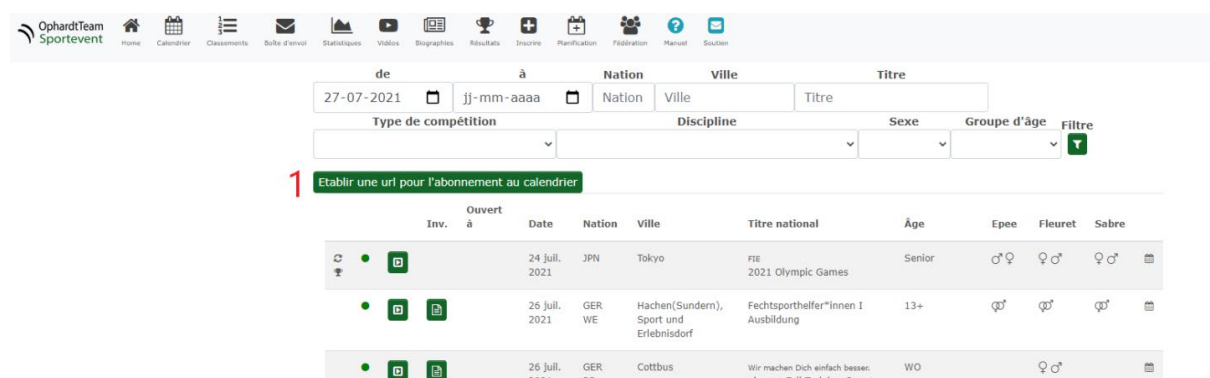 OphardtTeam
Sportevent
Home Calendrier Classements Boîte d'envoi Statistiques Vidéos Biographies Résultats Inscrire Planification Fédération Manuel Soutien
de à Nation Ville Titre
27-07-2021 jj-mm-aaaa Nation Ville Titre
Type de compétition Discipline Sexe Groupe d'âge Filtre
1 Etablir une url pour l'abonnement au calendrier
Inv. Ouvert à Date Nation Ville Titre national Âge Epee Fleuret Sabre
24 juil. JPN Tokyo FIE Senior
2021 2021 Olympic Games
26 juil. GER Hachen(Sundern), Fechtsporthelfer*innen I 13+
2021 WE Sport und Ausbildung
Erlebnisdorf
26 juil. GER Cottbus Wir machen Dich einfach besser. WO